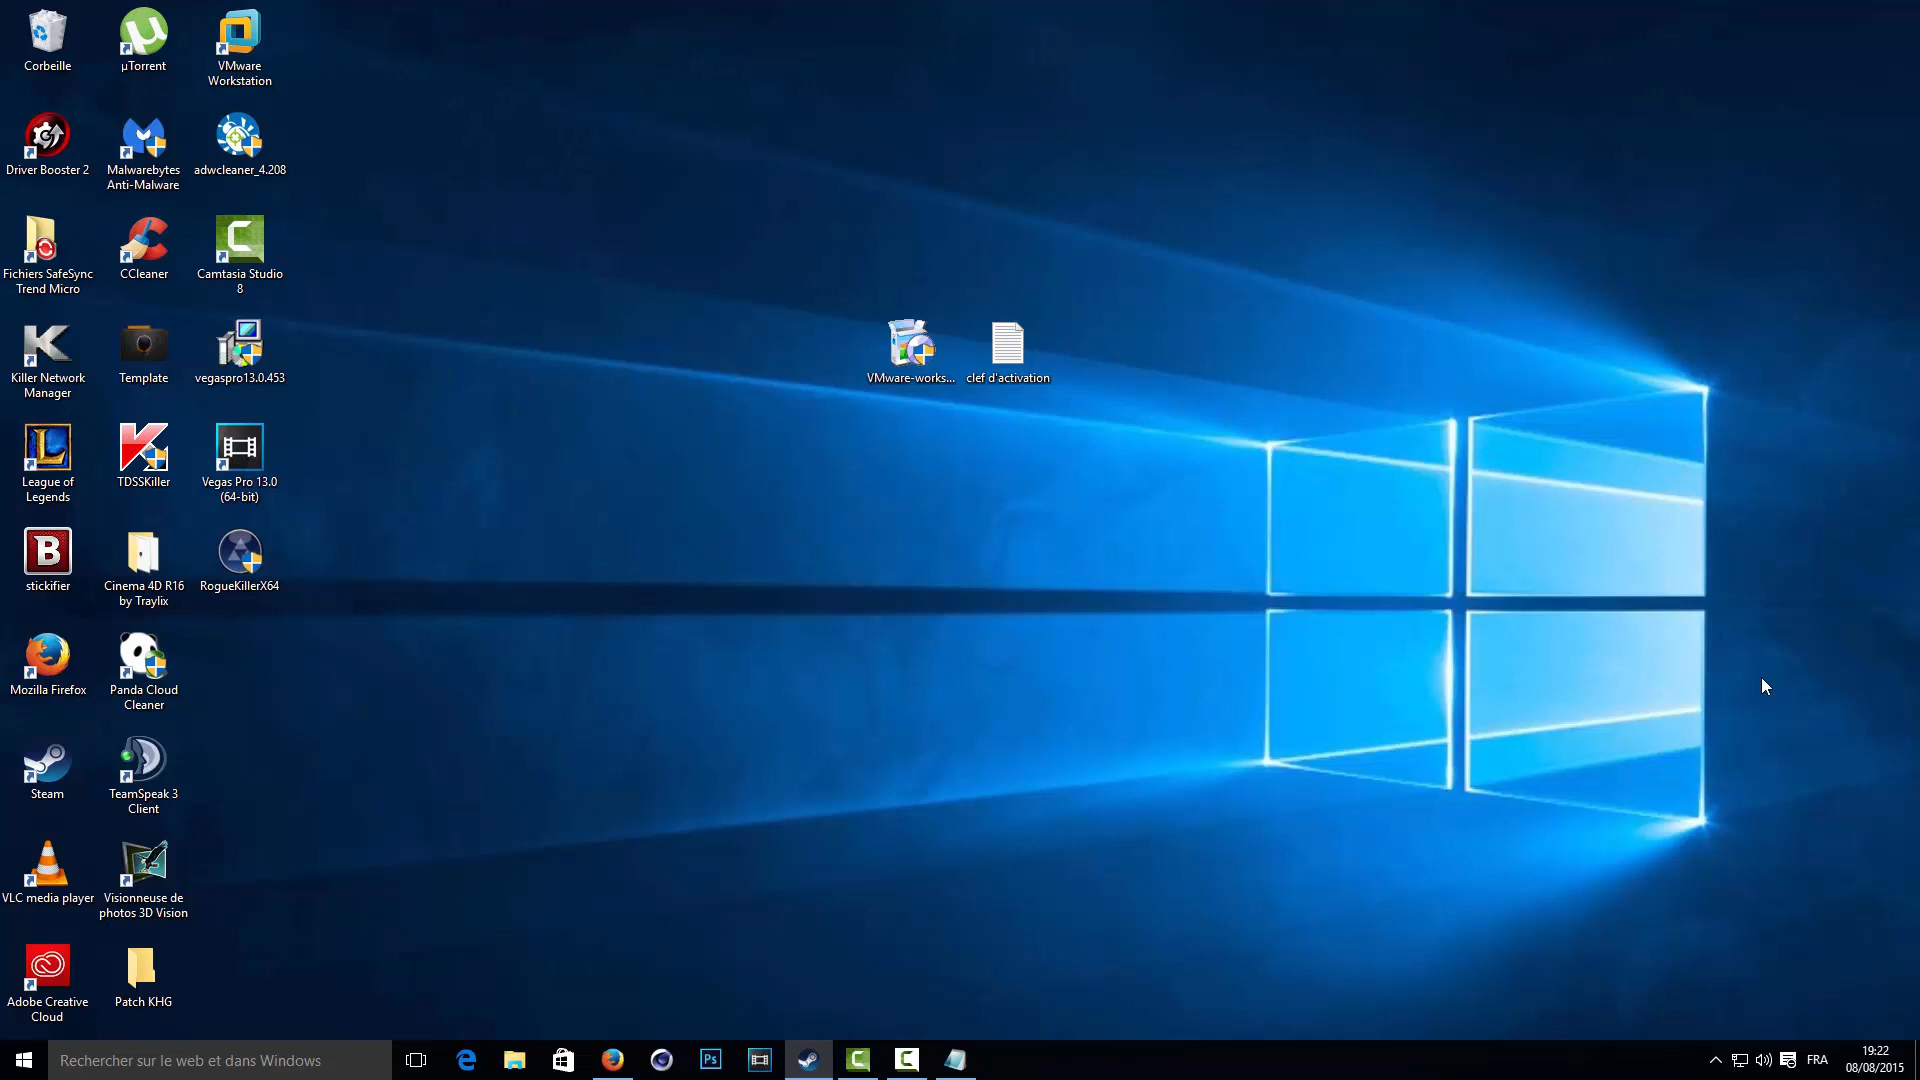 Corbeille
µTorrent
VMware
Workstation
Driver Booster 2
Malwarebytes
Anti-Malware
adwcleaner_4.208
Fichiers SafeSync
Trend Micro
CCleaner
Camtasia Studio
8
Killer Network
Manager
Template
vegaspro13.0.453
VMware-works...
clef d'activation
League of
Legends
TDSSKiller
Vegas Pro 13.0
(64-bit)
stickifier
Cinema 4D R16
by Traylix
RogueKillerX64
Mozilla Firefox
Panda Cloud
Cleaner
Steam
TeamSpeak 3
Client
VLC media player
Visionneuse de
photos 3D Vision
Adobe Creative
Cloud
Patch KHG
Rechercher sur le web et dans Windows
Ps
FRA
19:22
08/08/2015